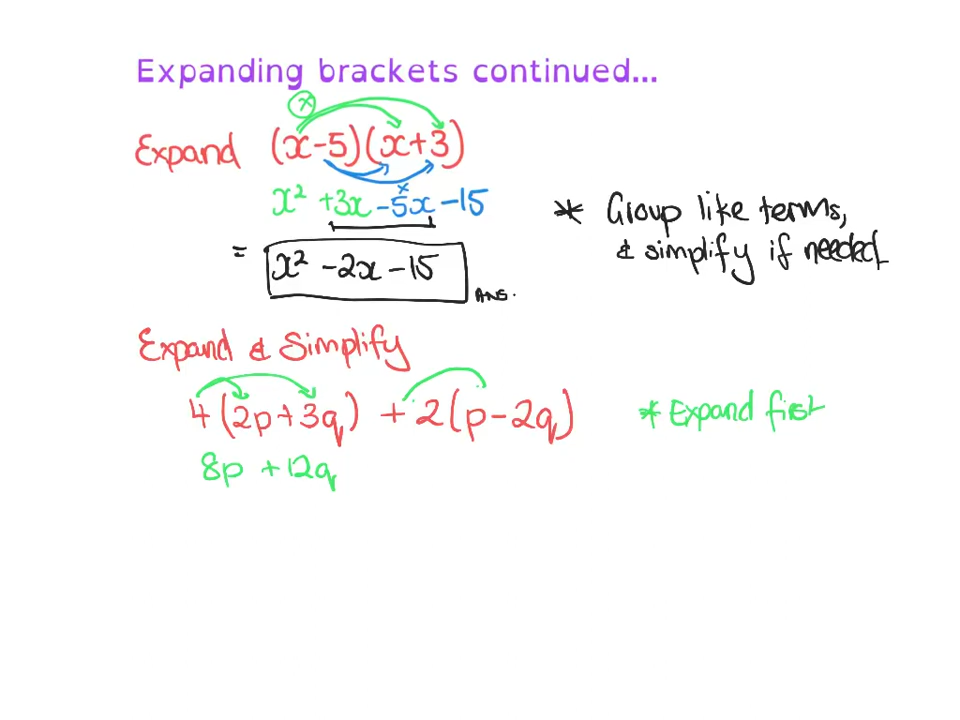 Expanding brackets continued...
Expand (x-5)(x+3)
x² +3x -5x -15
* Group like terms,
& simplify if needed
= x² -2x -15
Ans.
Expand & Simplify
4(2p+3q) +2(p-2q)
* Expand first
8p +12q